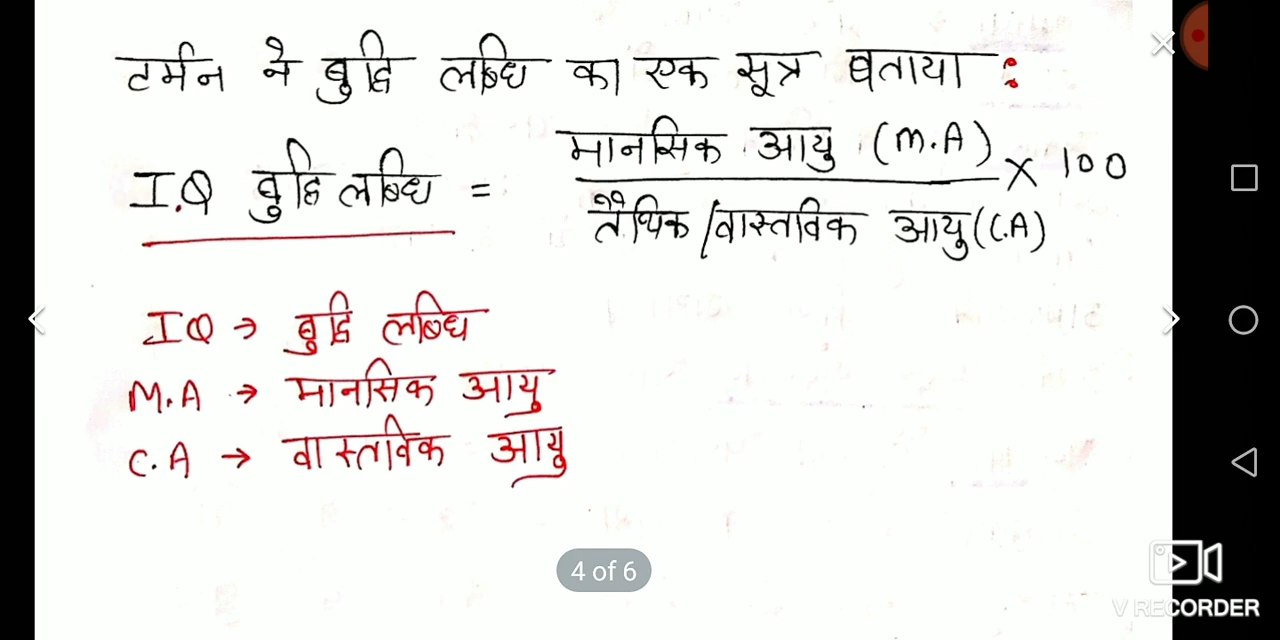 टर्मन ने बुद्धि लब्धि का एक सूत्र बताया :
I.Q बुद्धि लब्धि = मानसिक आयु (M.A) × 100
तैथिक/वास्तविक आयु(C.A)
IQ → बुद्धि लब्धि
M.A → मानसिक आयु
C.A → वास्तविक आयु
4 of 6
V RECORDER